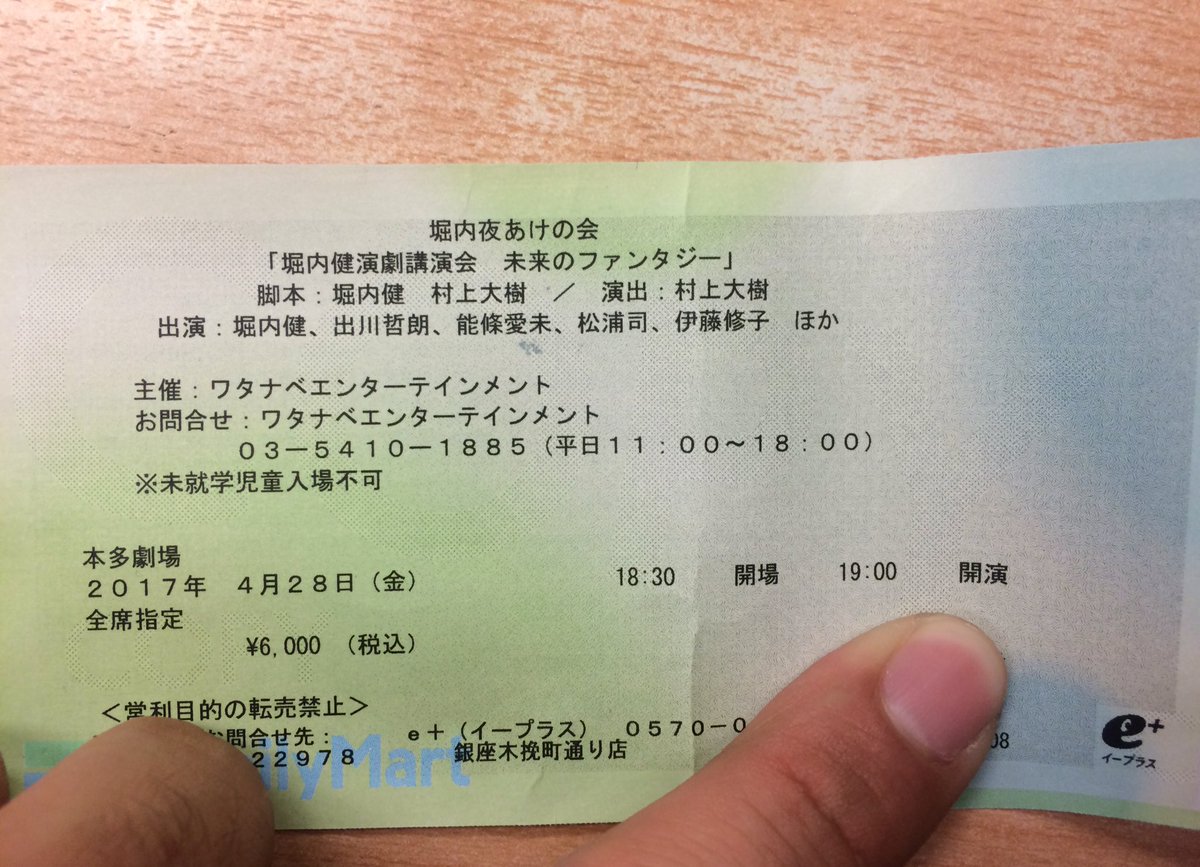 堀内夜あけの会
「堀内健演劇講演会　未来のファンタジー」
脚本：堀内健　村上大樹　／　演出：村上大樹
出演：堀内健、出川哲朗、能條愛未、松浦司、伊藤修子　ほか
主催：ワタナベエンターテインメント
お問合せ：ワタナベエンターテインメント
０３－５４１０－１８８５（平日１１：００～１８：００）
※未就学児童入場不可
本多劇場
２０１７年　４月２８日（金）　18:30　開場　19:00　開演
全席指定
¥6,000　（税込）
＜営利目的の転売禁止＞
お問合せ先：　ｅ＋（イープラス）　０５７０－０
２２９７８　銀座木挽町通り店
98
e+
イープラス